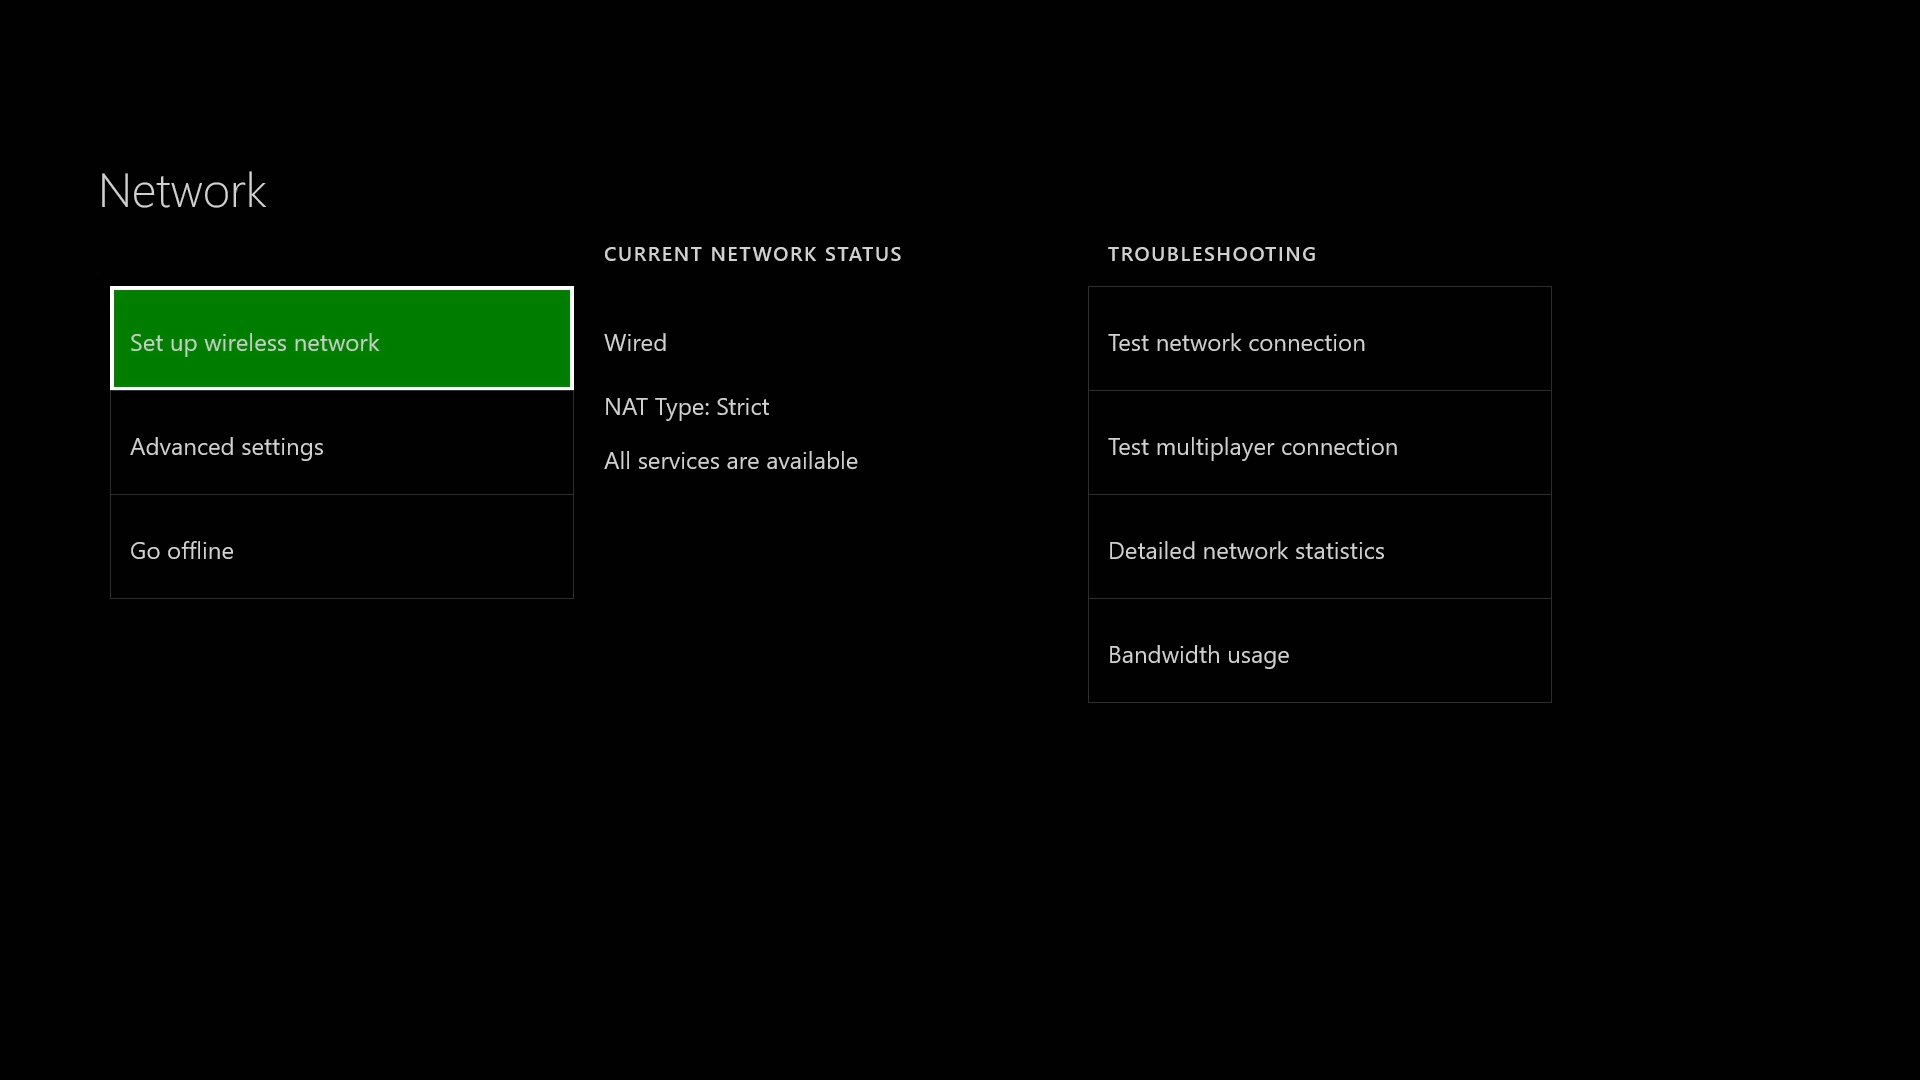 Network
Set up wireless network
Advanced settings
Go offline
CURRENT NETWORK STATUS
Wired
NAT Type: Strict
All services are available
TROUBLESHOOTING
Test network connection
Test multiplayer connection
Detailed network statistics
Bandwidth usage